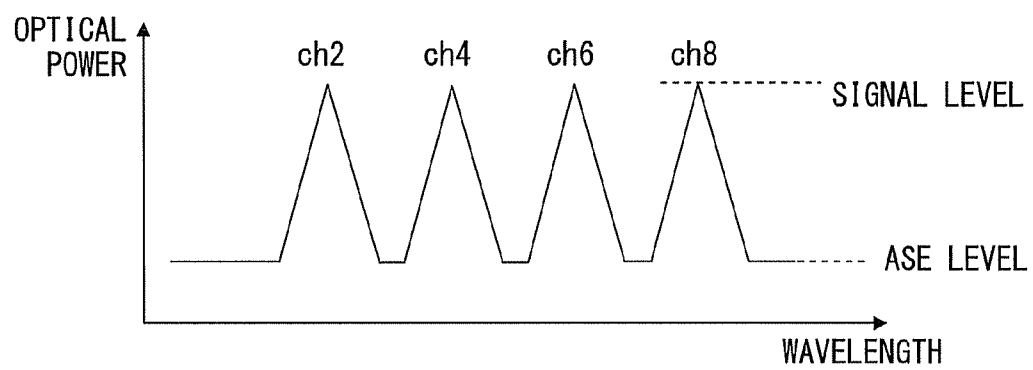 OPTICAL
POWER
ch2
ch4
ch6
ch8
SIGNAL LEVEL
ASE LEVEL
WAVELENGTH